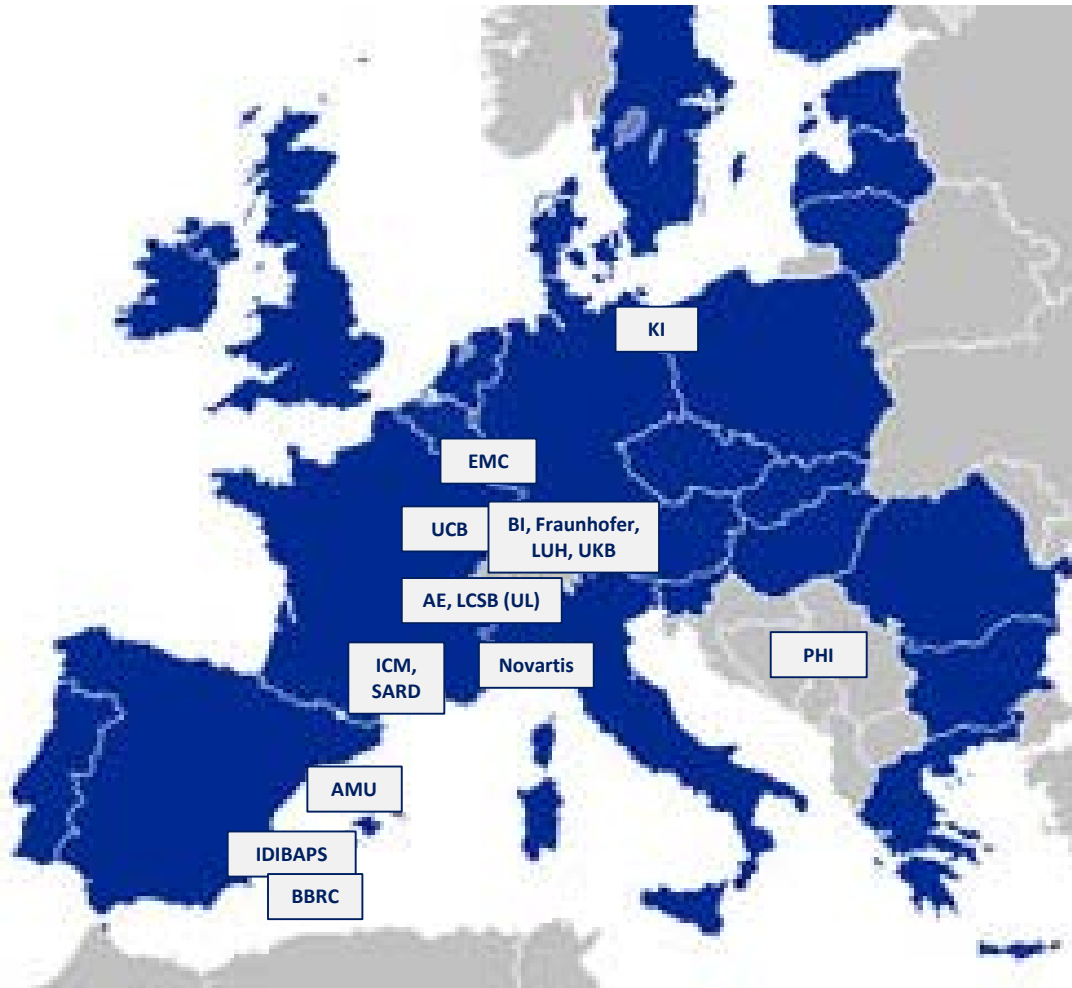 KI
EMC
UCB
BI, Fraunhofer,
LUH, UKB
AE, LCSB (UL)
ICM,
SARD
Novartis
PHI
AMU
IDIBAPS
BBRC